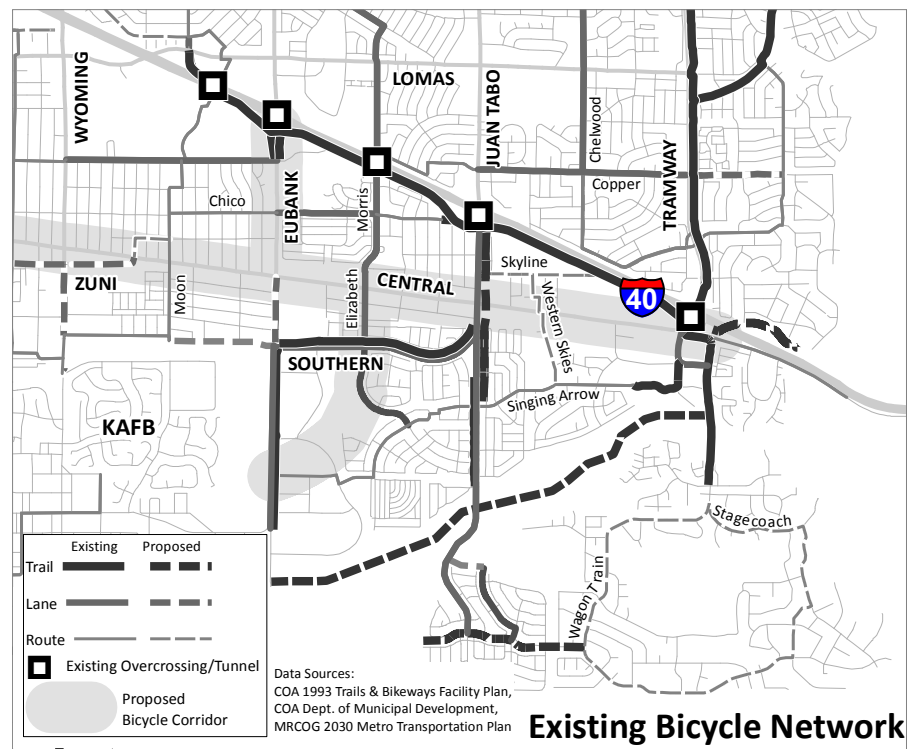 WYOMING
LOMAS
JUAN TABO
Chelwood
TRAMWAY
Copper
Chico
EUBANK
Morris
Skyline
CENTRAL
ZUNI
Moon
Elizabeth
Western Skies
40
SOUTHERN
Singing Arrow
KAFB
Stagecoach
Wagon Train
Existing Proposed
Trail
Lane
Route
Existing Overcrossing/Tunnel
Proposed
Bicycle Corridor
Data Sources:
COA 1993 Trails & Bikeways Facility Plan,
COA Dept. of Municipal Development,
MRCOG 2030 Metro Transportation Plan
Existing Bicycle Network